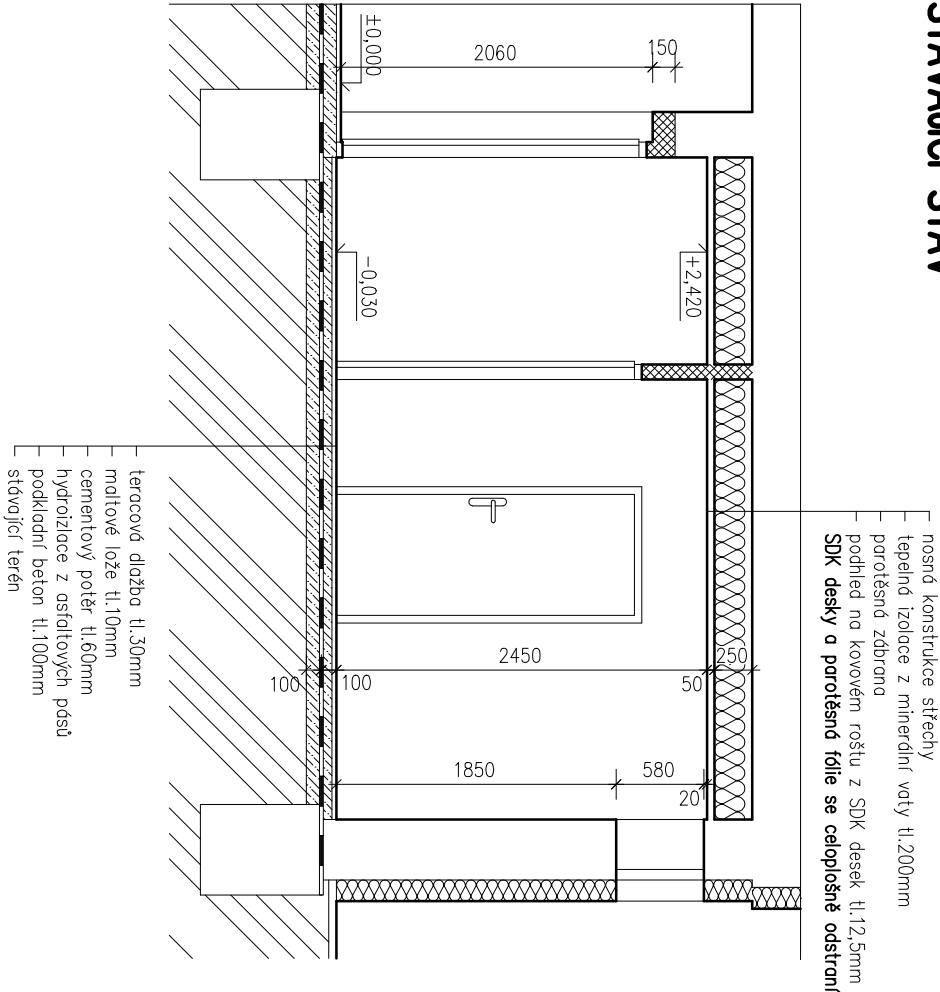 STÁVAJÍCÍ STAV
nosná konstrukce střechy
tepelná izolace z minerální vaty tl.200mm
parotěsná zábrana
podhled na kovovém roštu z SDK desek tl.12,5mm
SDK desky a parotěsná fólie se celoplošně odstraní
±0,000
2060
150
-0,030
+2,420
100
100
2450
50
250
1850
580
20
teracová dlažba tl.30mm
maltové lože tl.10mm
cementový potěr tl.60mm
hydroizlace z asfaltových pásů
podkladní beton tl.100mm
stávající terén